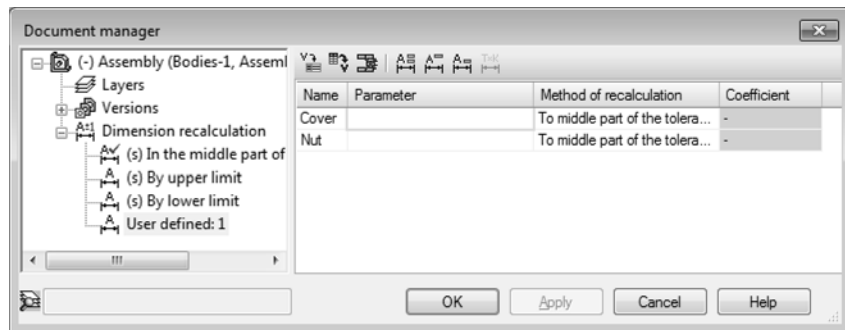 Document manager
(-) Assembly (Bodies-1, Assembl
Layers
Versions
Dimension recalculation
(s) In the middle part of
(s) By upper limit
(s) By lower limit
User defined: 1
Name Parameter Method of recalculation Coefficient
Cover To middle part of the tolera... -
Nut To middle part of the tolera... -
OK Apply Cancel Help